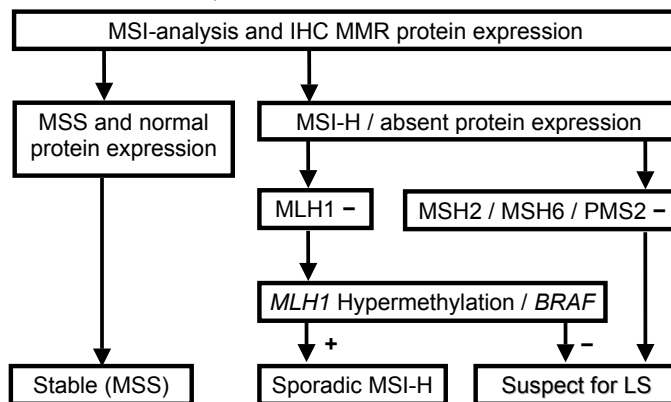 MSI-analysis and IHC MMR protein expression
MSS and normal
protein expression
MSI-H / absent protein expression
MLH1 −
MSH2 / MSH6 / PMS2 −
MLH1 Hypermethylation / BRAF
+
−
Stable (MSS)
Sporadic MSI-H
Suspect for LS